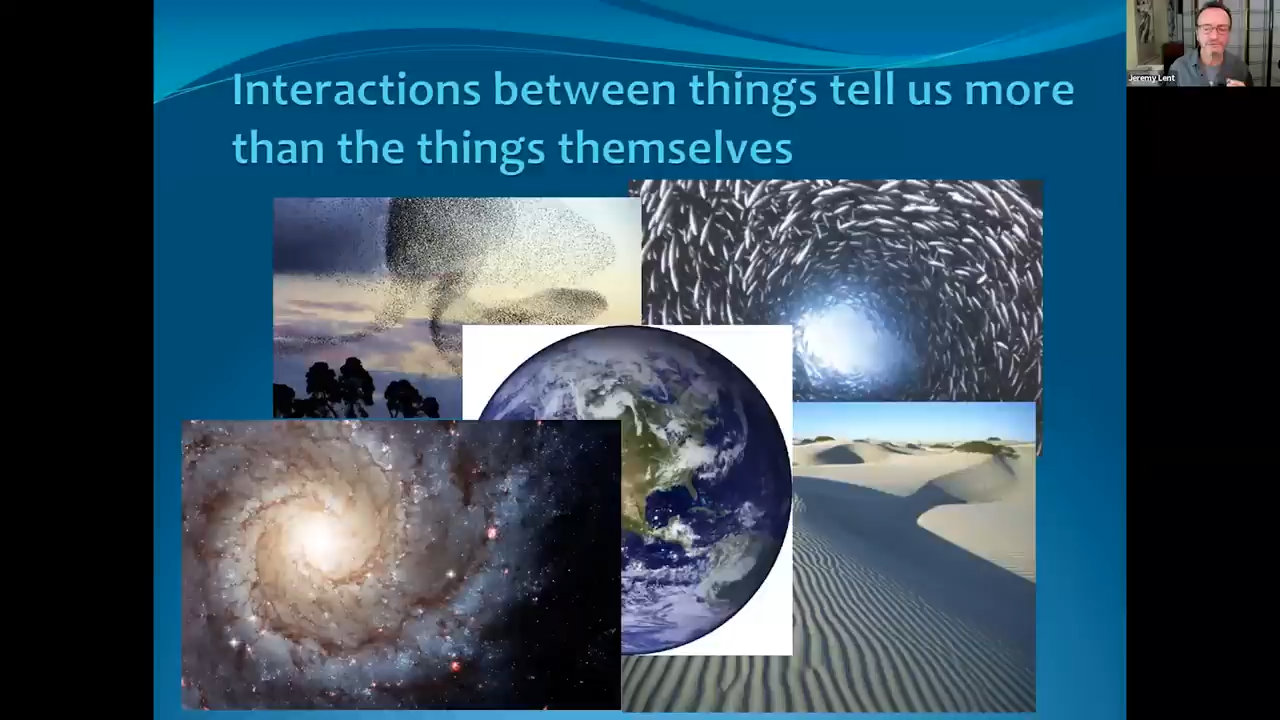 Interactions between things tell us more
than the things themselves
Jeremy Lent